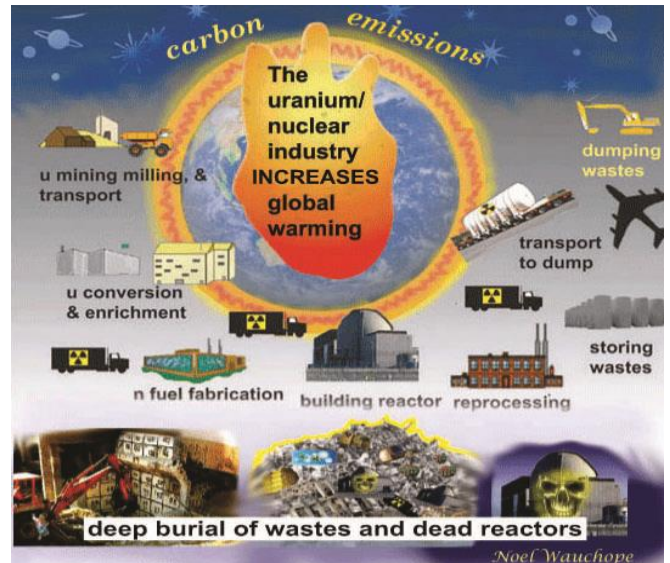 carbon emissions
The
uranium/
nuclear
industry
INCREASES
global
warming
u mining milling, &
transport
dumping
wastes
transport
to dump
u conversion
& enrichment
storing
wastes
n fuel fabrication
building reactor
reprocessing
deep burial of wastes and dead reactors
Noel Wauchope